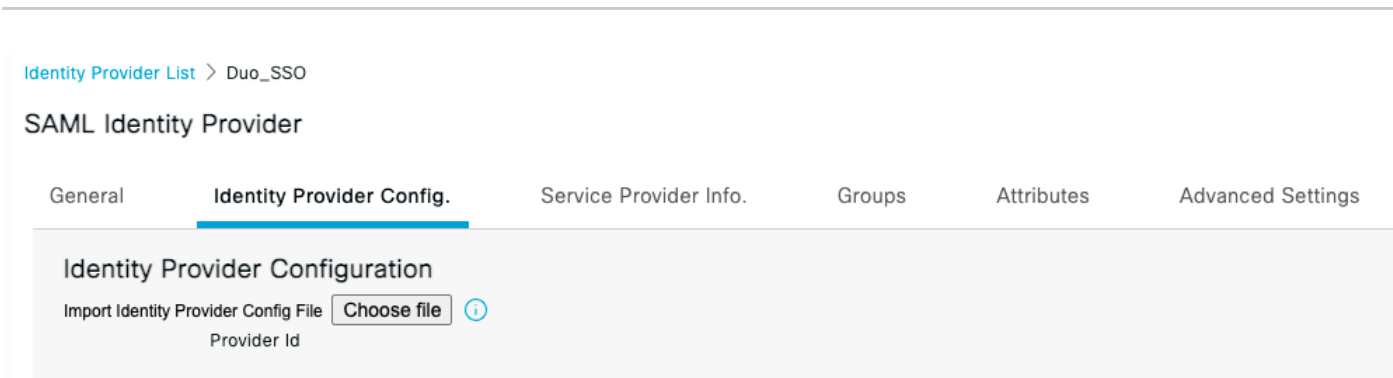 Identity Provider List > Duo_SSO
SAML Identity Provider
General Identity Provider Config. Service Provider Info. Groups Attributes Advanced Settings
Identity Provider Configuration
Import Identity Provider Config File Choose file
Provider Id